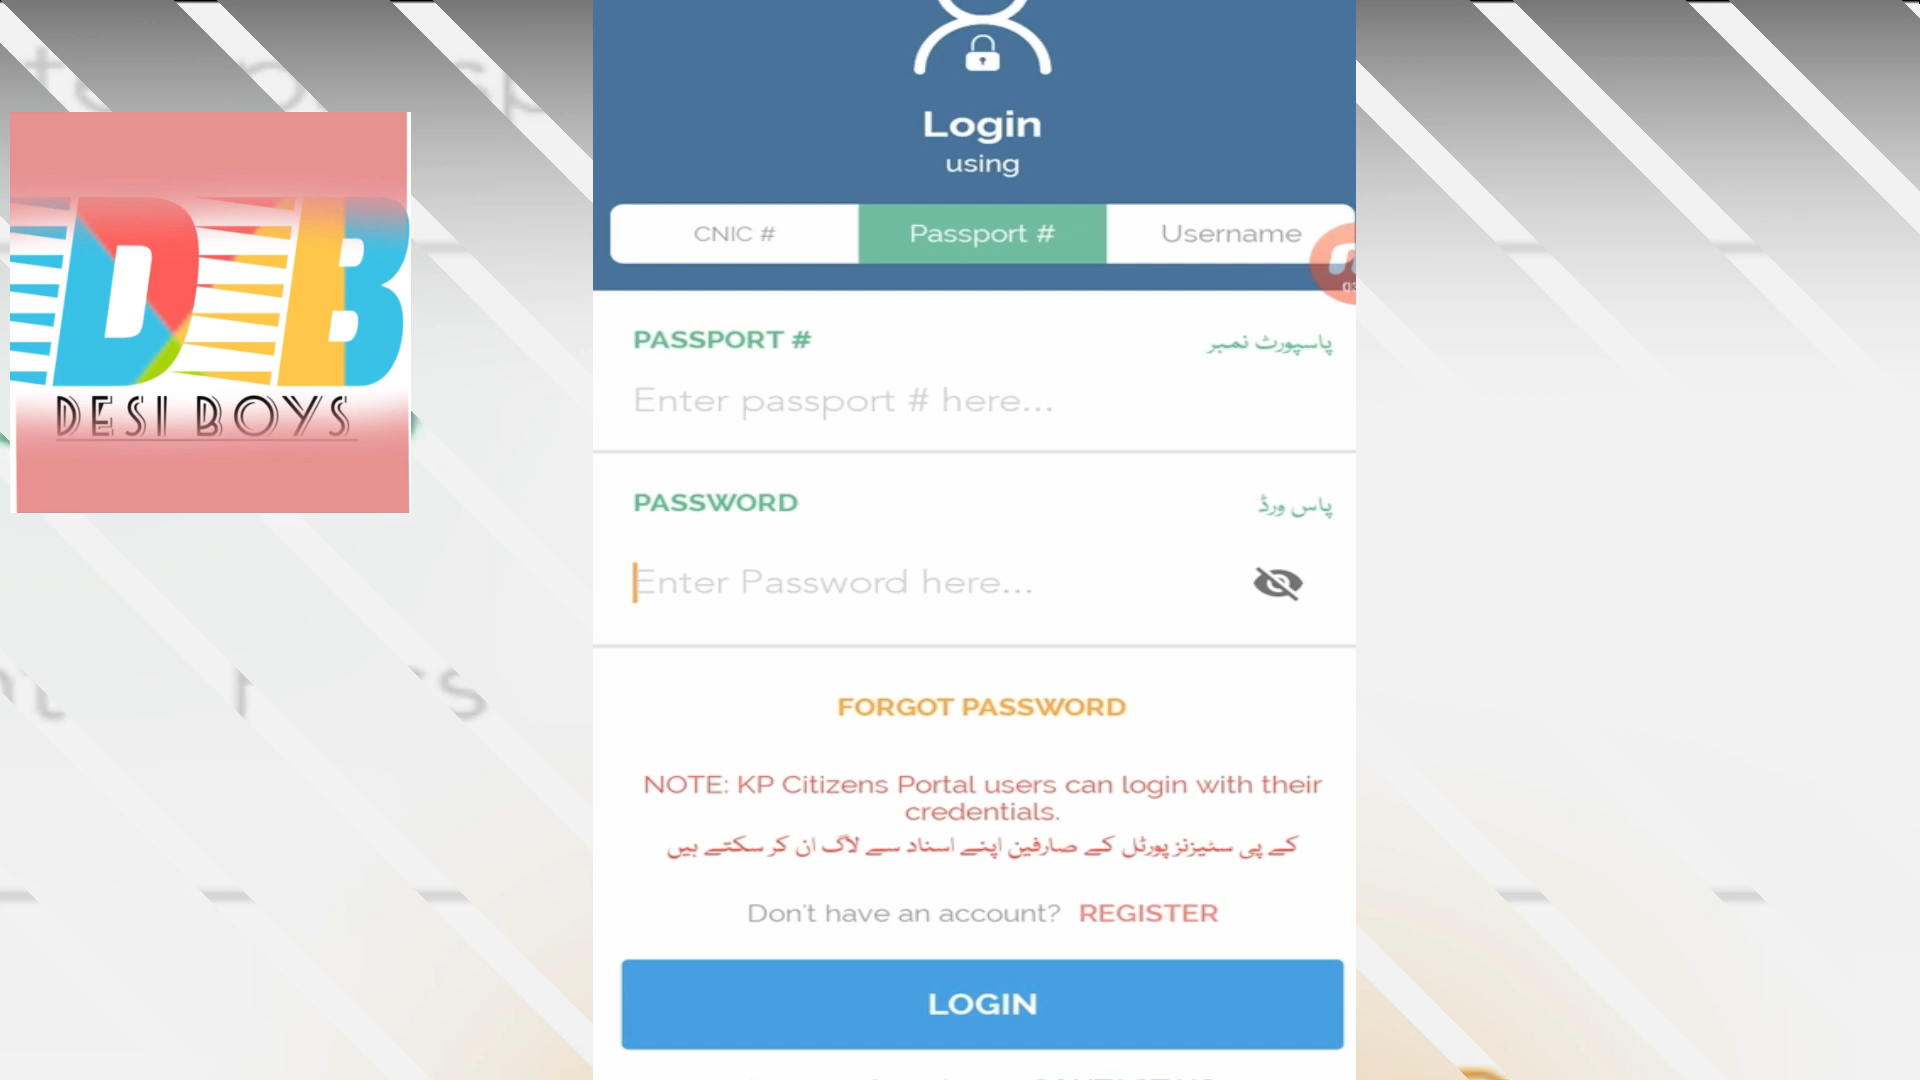 DESI BOYS
Login
using
CNIC #
Passport #
Username
PASSPORT #
پاسپورٹ نمبر
Enter passport # here...
PASSWORD
پاس ورڈ
Enter Password here...
FORGOT PASSWORD
NOTE: KP Citizens Portal users can login with their
credentials.
کے پی سٹیزنز پورٹل کے صارفین اپنے اسناد سے لاگ ان کر سکتے ہیں
Don't have an account? REGISTER
LOGIN